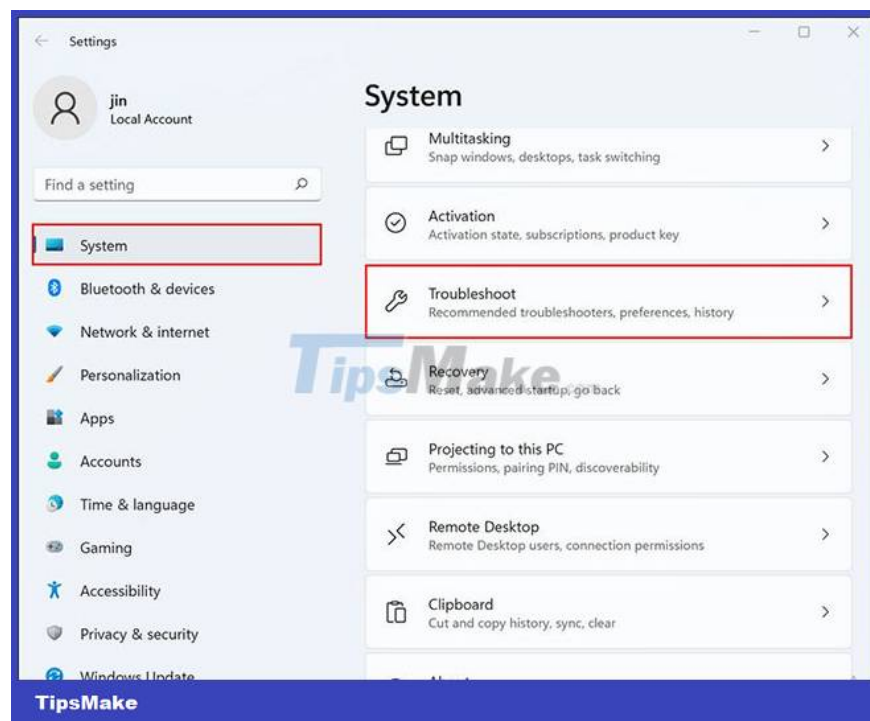 Settings
jin
Local Account
Find a setting
System
Bluetooth & devices
Network & internet
Personalization
Apps
Accounts
Time & language
Gaming
Accessibility
Privacy & security
Windows Update
System
Multitasking
Snap windows, desktops, task switching
Activation
Activation state, subscriptions, product key
Troubleshoot
Recommended troubleshooters, preferences, history
Recovery
Reset, advanced startup, go back
Projecting to this PC
Permissions, pairing PIN, discoverability
Remote Desktop
Remote Desktop users, connection permissions
Clipboard
Cut and copy history, sync, clear
TipsMake
TipsMake